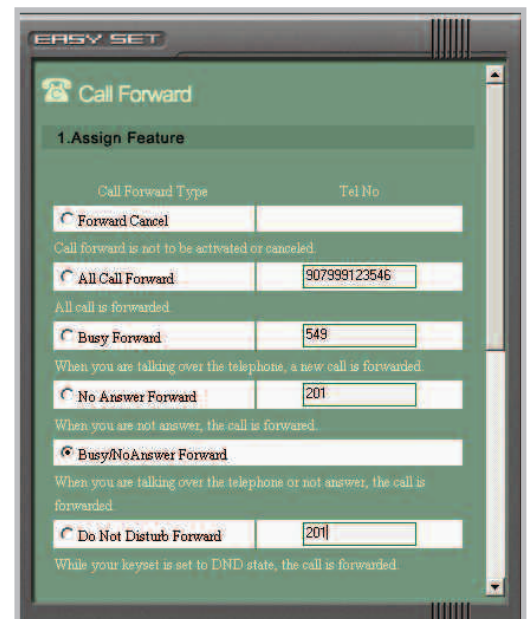 EASY SET
Call Forward
1.Assign Feature
Call Forward Type Tel No
Forward Cancel
Call forward is not to be activated or canceled.
All Call Forward 907999123546
All call is forwarded.
Busy Forward 549
When you are talking over the telephone, a new call is forwarded.
No Answer Forward 201
When you are not answer, the call is forwared.
Busy/NoAnswer Forward
When you are talking over the telephone or not answer, the call is
forwarded.
Do Not Disturb Forward 201
While your keyset is set to DND state, the call is forwarded.